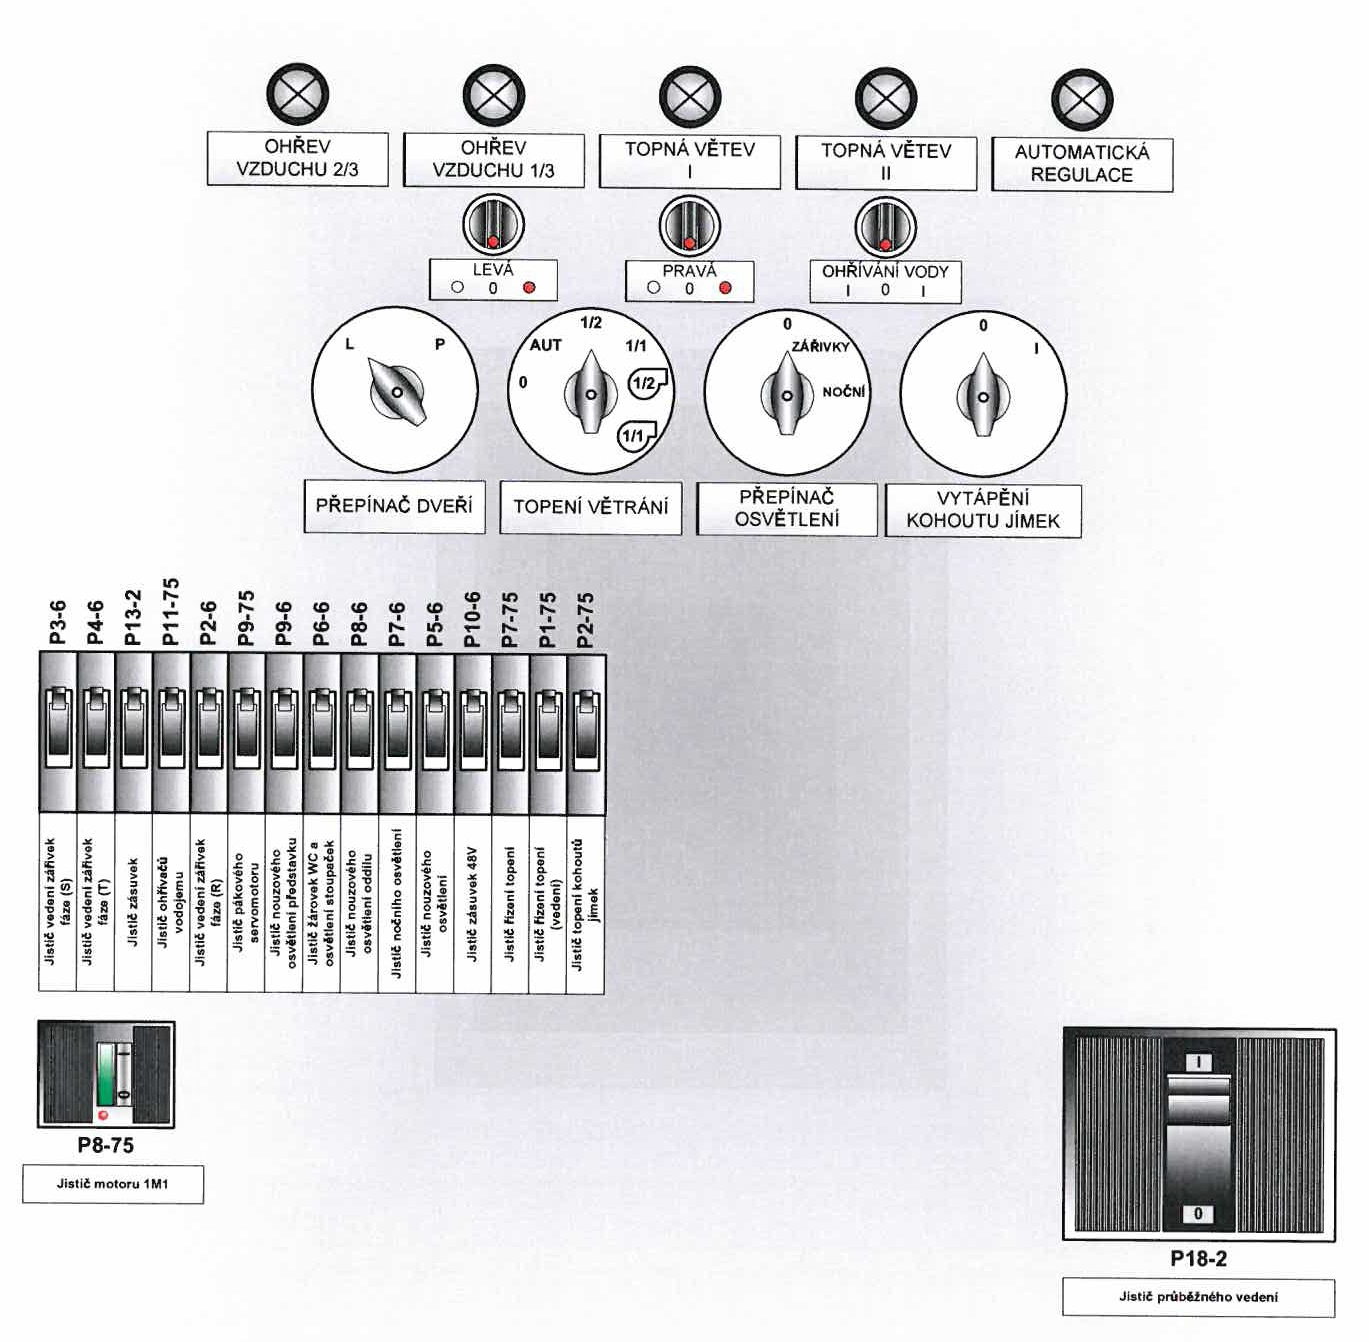 OHŘEV
VZDUCHU 2/3
OHŘEV
VZDUCHU 1/3
TOPNÁ VĚTEV
I
TOPNÁ VĚTEV
II
AUTOMATICKÁ
REGULACE
LEVÁ
0
PRAVÁ
0
OHŘÍVÁNÍ VODY
I 0 I
L P
0 AUT 1/2 1/1 1/2 1/1
0 ZÁŘIVKY NOČNÍ
0 I
PŘEPÍNAČ DVEŘÍ
TOPENÍ VĚTRÁNÍ
PŘEPÍNAČ
OSVĚTLENÍ
VYTÁPĚNÍ
KOHOUTU JÍMEK
P3-6
P4-6
P13-2
P11-75
P2-6
P9-75
P9-6
P6-6
P8-6
P7-6
P5-6
P10-6
P7-75
P1-75
P2-75
Jistič vedení zářivek
fáze (S)
Jistič vedení zářivek
fáze (T)
Jistič zásuvek
Jistič ohřívačů
vodojemu
Jistič vedení zářivek
fáze (R)
Jistič pákového
servomotoru
Jistič nouzového
osvětlení představku
Jistič žárovek WC a
osvětlení stoupaček
Jistič nouzového
osvětlení oddílu
Jistič nočního osvětlení
Jistič nouzového
osvětlení
Jistič zásuvek 48V
Jistič řízení topení
Jistič řízení topení
(vedení)
Jistič topení kohoutů
jímek
I
0
P8-75
Jistič motoru 1M1
I
0
P18-2
Jistič průběžného vedení